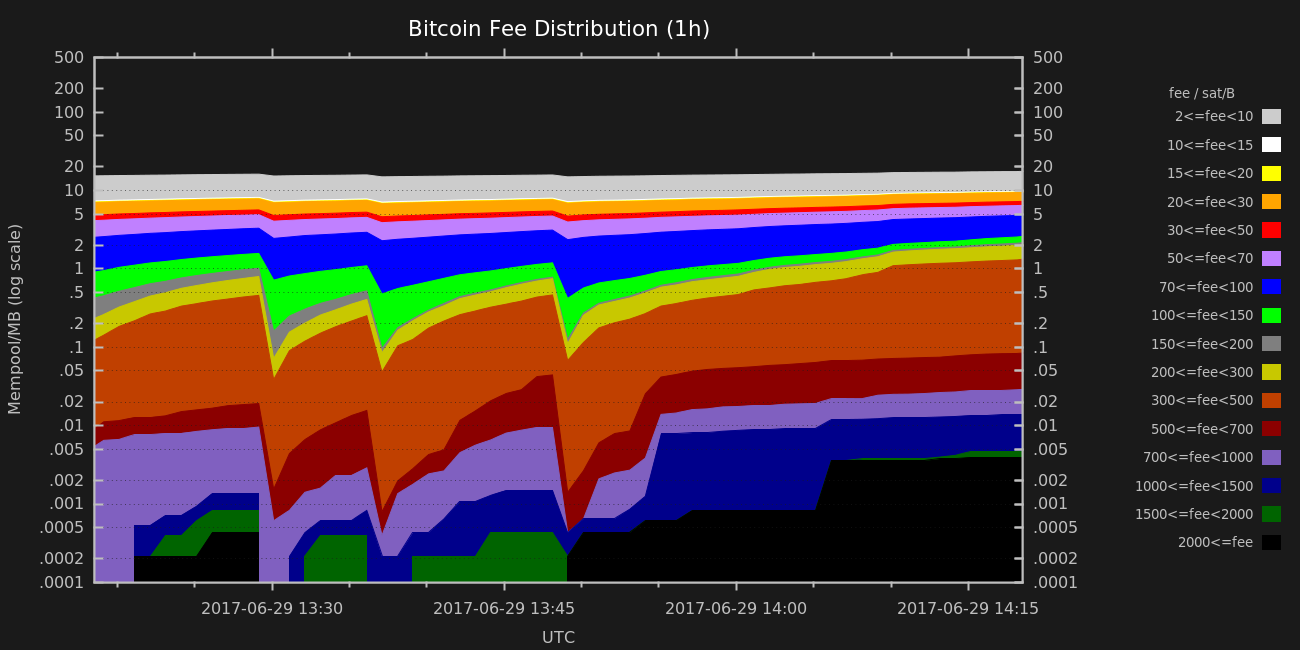 Bitcoin Fee Distribution (1h)
500
200
100
50
20
10
5
2
1
.5
.2
.1
.05
.02
.01
.005
.002
.001
.0005
.0002
.0001
Mempool/MB (log scale)
500
200
100
50
20
10
5
2
1
.5
.2
.1
.05
.02
.01
.005
.002
.001
.0005
.0002
.0001
2017-06-29 13:30
2017-06-29 13:45
2017-06-29 14:00
2017-06-29 14:15
UTC
fee / sat/B
2<=fee<10
10<=fee<15
15<=fee<20
20<=fee<30
30<=fee<50
50<=fee<70
70<=fee<100
100<=fee<150
150<=fee<200
200<=fee<300
300<=fee<500
500<=fee<700
700<=fee<1000
1000<=fee<1500
1500<=fee<2000
2000<=fee